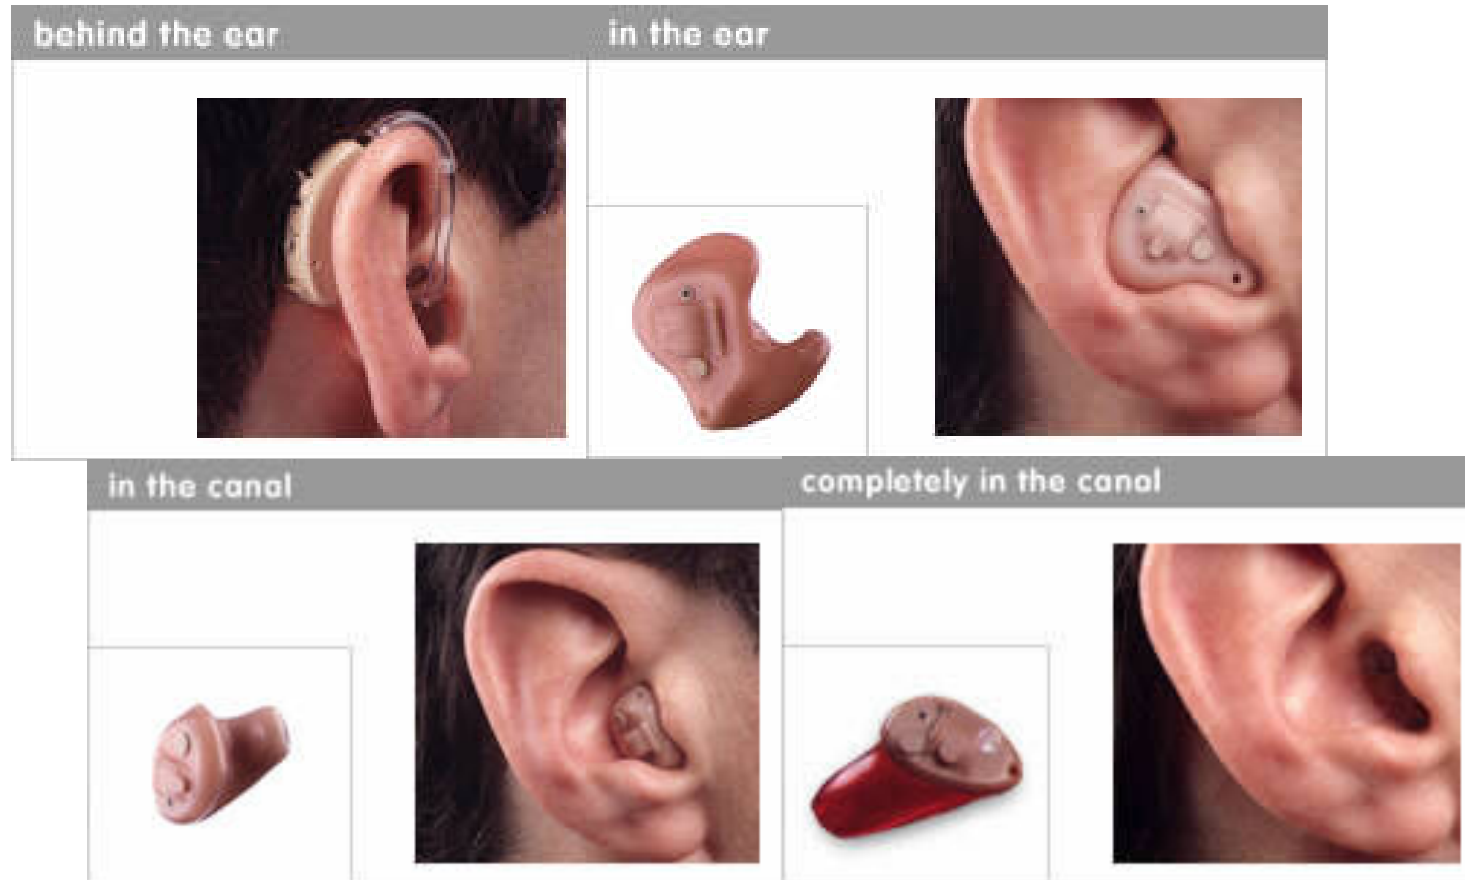 behind the ear
in the ear
in the canal
completely in the canal